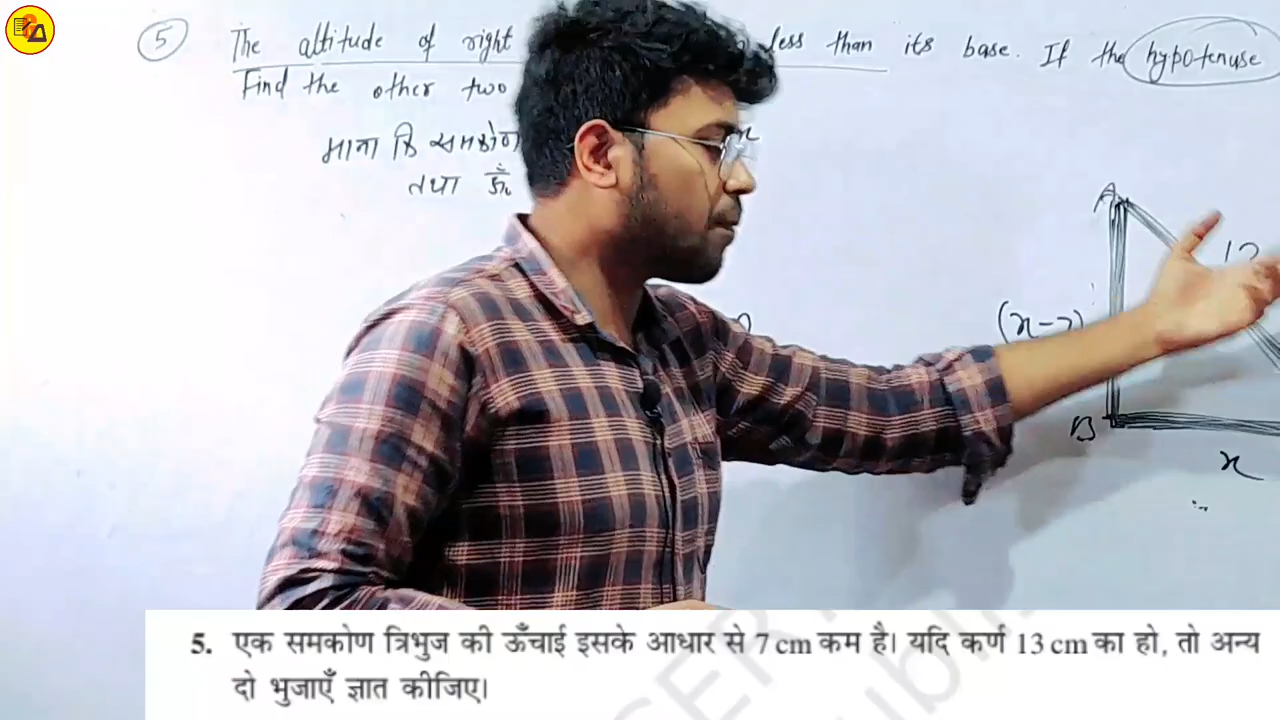 5 The altitude of right less than its base. If the hypotenuse
Find the other two
माना कि समकोण x
तथा
A
13
(x-7)
B
x
5. एक समकोण त्रिभुज की ऊँचाई इसके आधार से 7 cm कम है। यदि कर्ण 13 cm का हो, तो अन्य
दो भुजाएँ ज्ञात कीजिए।